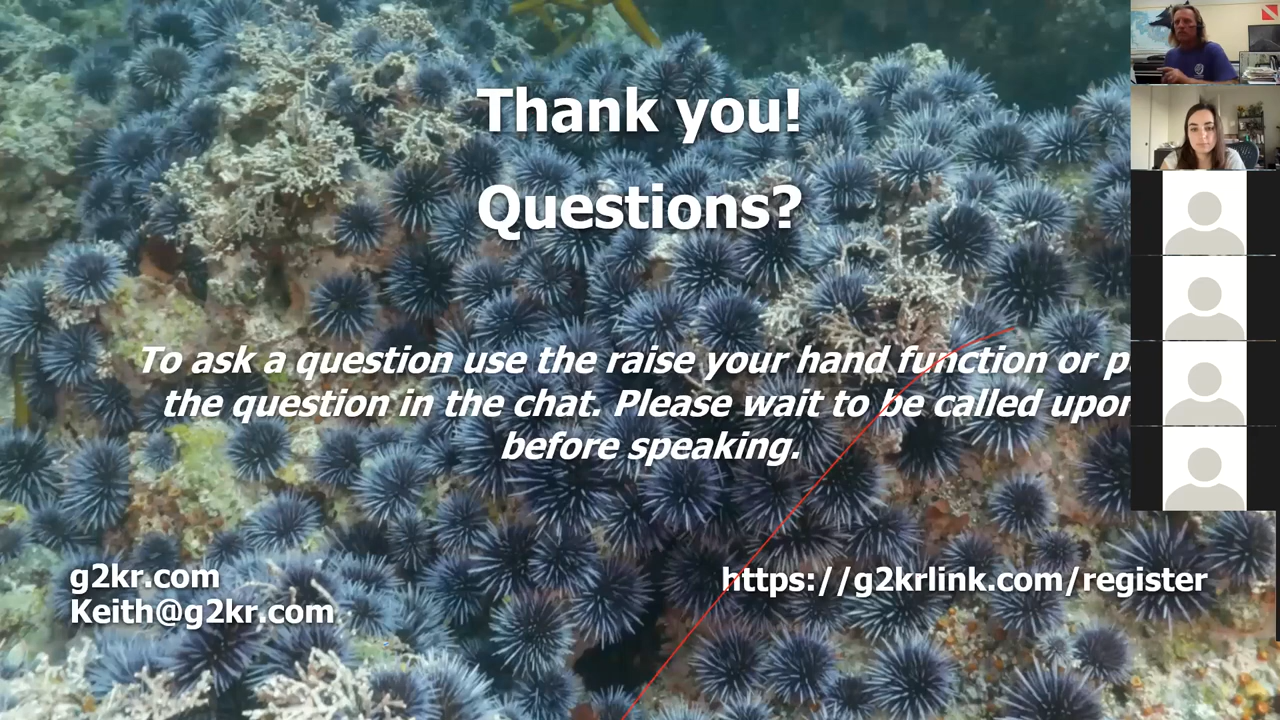 Thank you!
Questions?
To ask a question use the raise your hand function or
the question in the chat. Please wait to be called upon
before speaking.
g2kr.com
Keith@g2kr.com
https://g2krlink.com/register